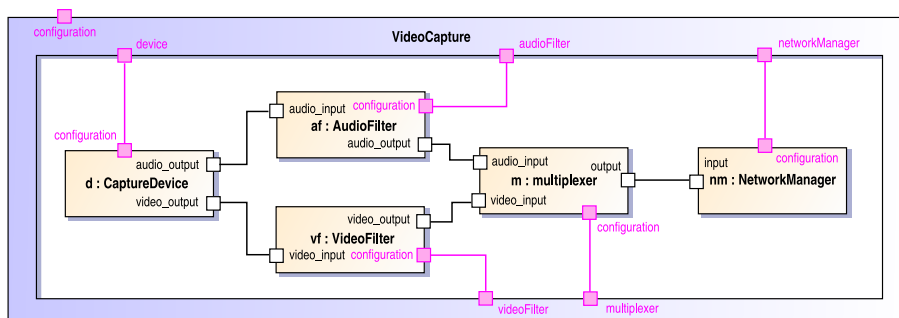 configuration
VideoCapture
device
audioFilter
networkManager
audio_input
configuration
af : AudioFilter
audio_output
configuration
audio_output
d : CaptureDevice
video_output
audio_input
output
m : multiplexer
video_input
configuration
input
configuration
nm : NetworkManager
video_output
vf : VideoFilter
video_input
configuration
videoFilter
multiplexer